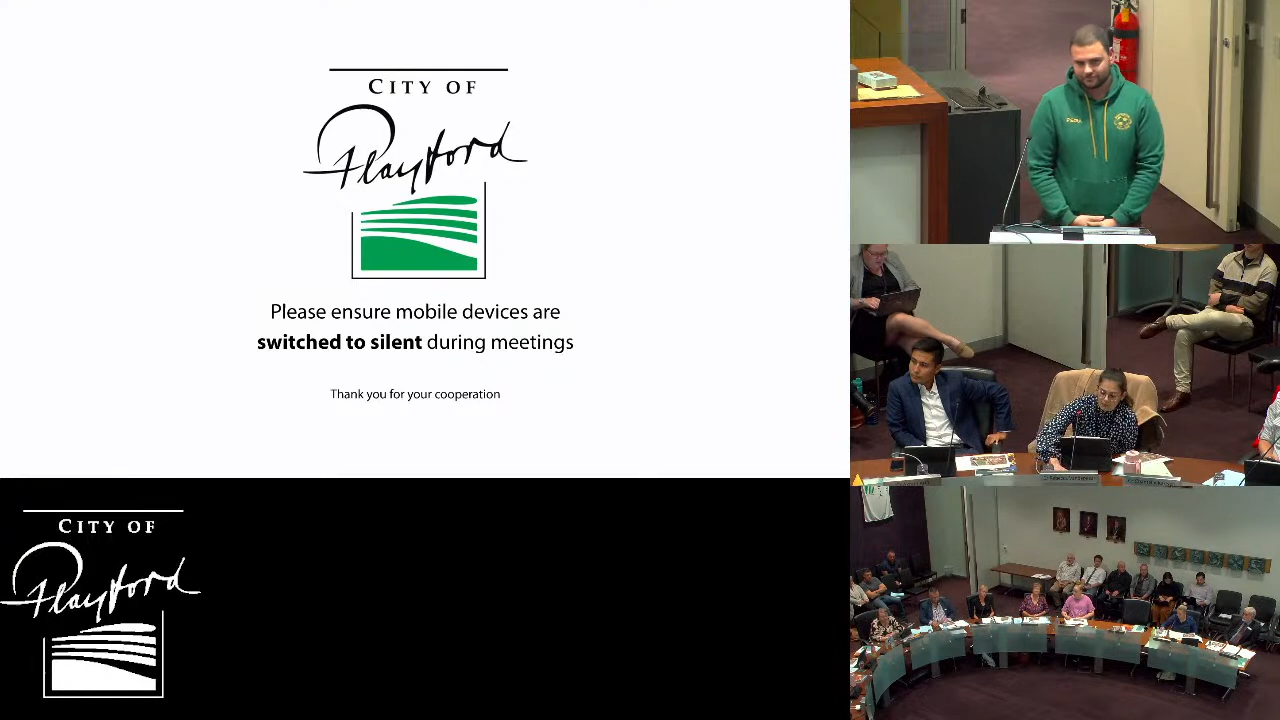 CITY OF
Playford
Please ensure mobile devices are
switched to silent during meetings
Thank you for your cooperation
CITY OF
Playford